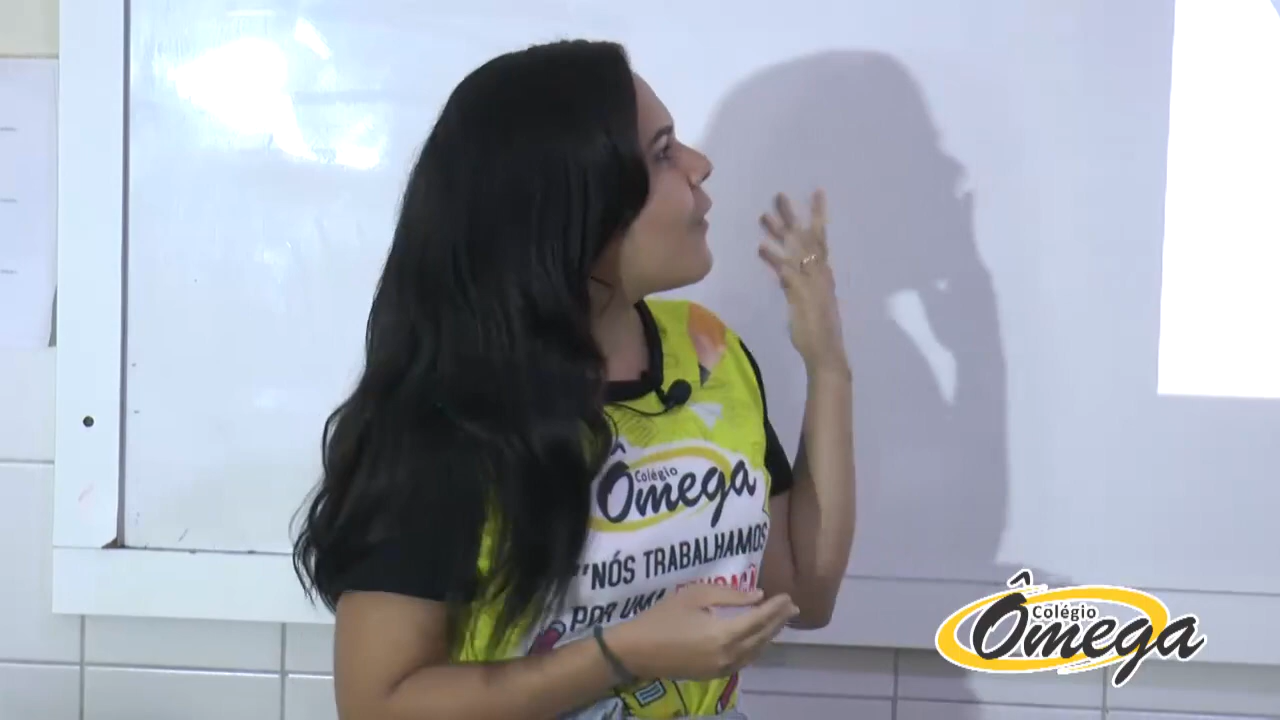 Colégio
Ômega
"NÓS TRABALHAMOS
POR UMA
Colégio
Ômega